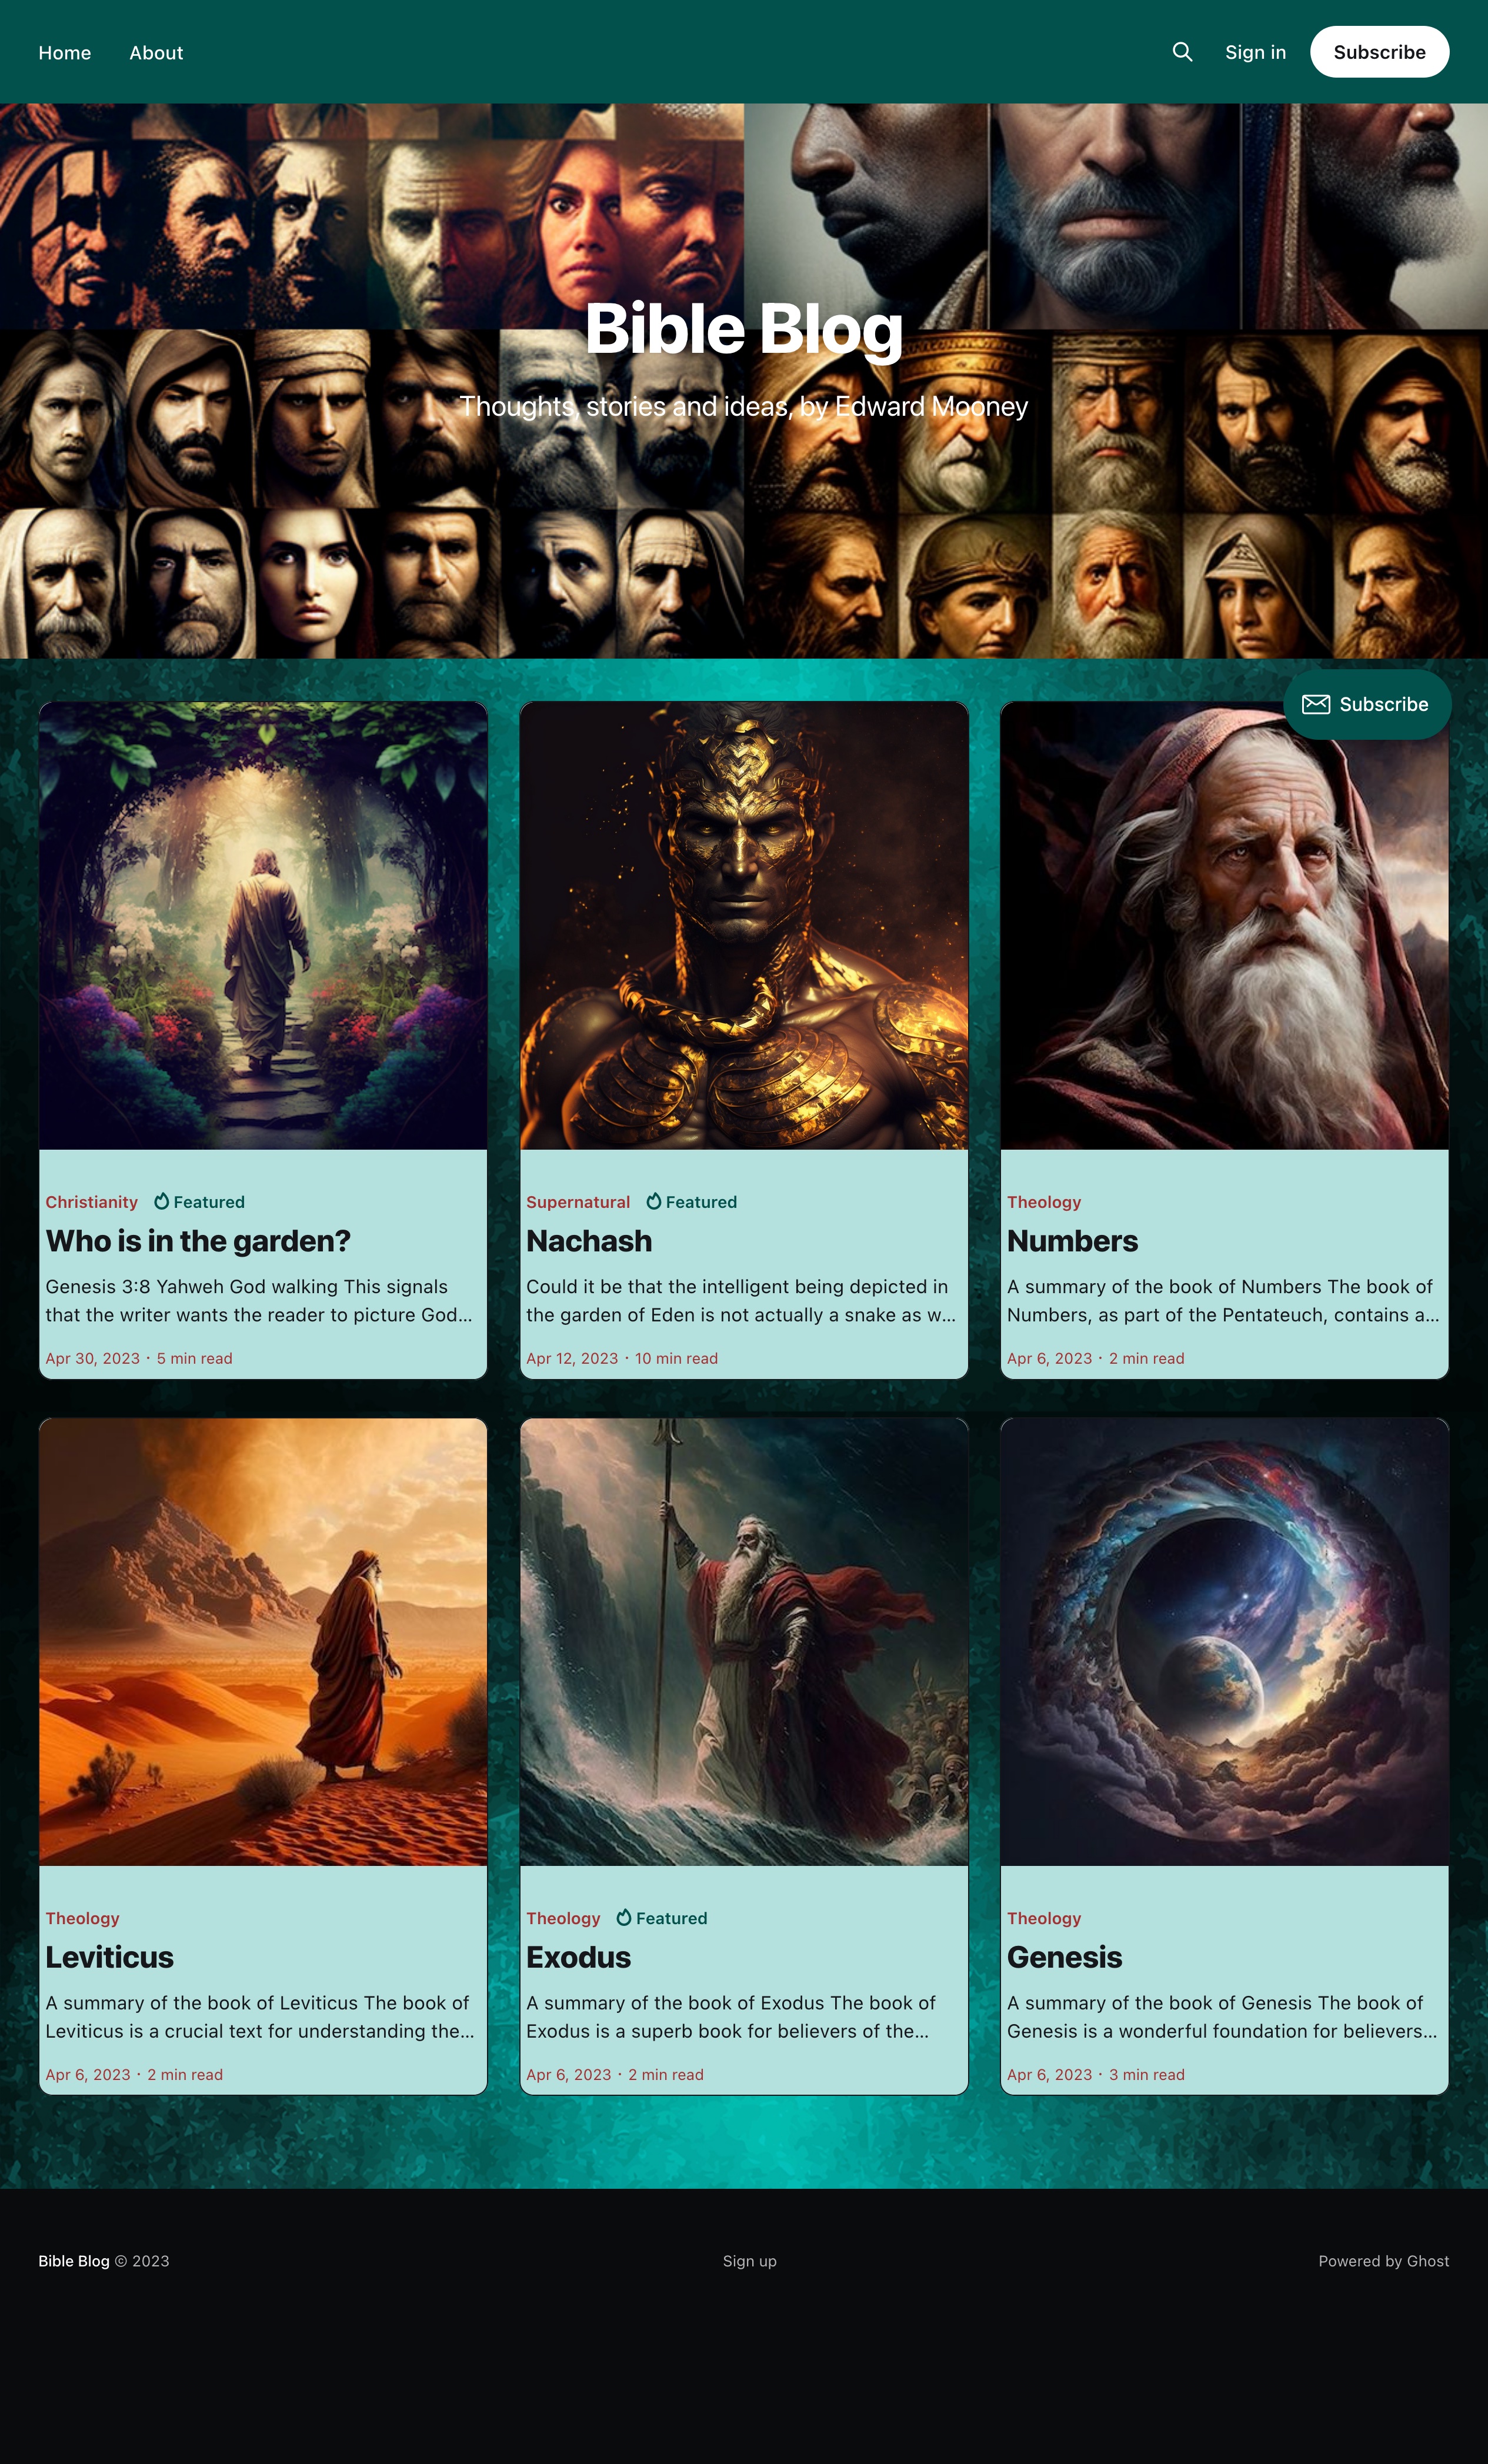 Home About Sign in Subscribe
Bible Blog
Thoughts, stories and ideas, by Edward Mooney
Subscribe
Christianity Featured
Who is in the garden?
Genesis 3:8 Yahweh God walking This signals
that the writer wants the reader to picture God...
Apr 30, 2023 · 5 min read
Supernatural Featured
Nachash
Could it be that the intelligent being depicted in
the garden of Eden is not actually a snake as w...
Apr 12, 2023 · 10 min read
Theology
Numbers
A summary of the book of Numbers The book of
Numbers, as part of the Pentateuch, contains a...
Apr 6, 2023 · 2 min read
Theology
Leviticus
A summary of the book of Leviticus The book of
Leviticus is a crucial text for understanding the...
Apr 6, 2023 · 2 min read
Theology Featured
Exodus
A summary of the book of Exodus The book of
Exodus is a superb book for believers of the...
Apr 6, 2023 · 2 min read
Theology
Genesis
A summary of the book of Genesis The book of
Genesis is a wonderful foundation for believers...
Apr 6, 2023 · 3 min read
Bible Blog © 2023
Sign up
Powered by Ghost